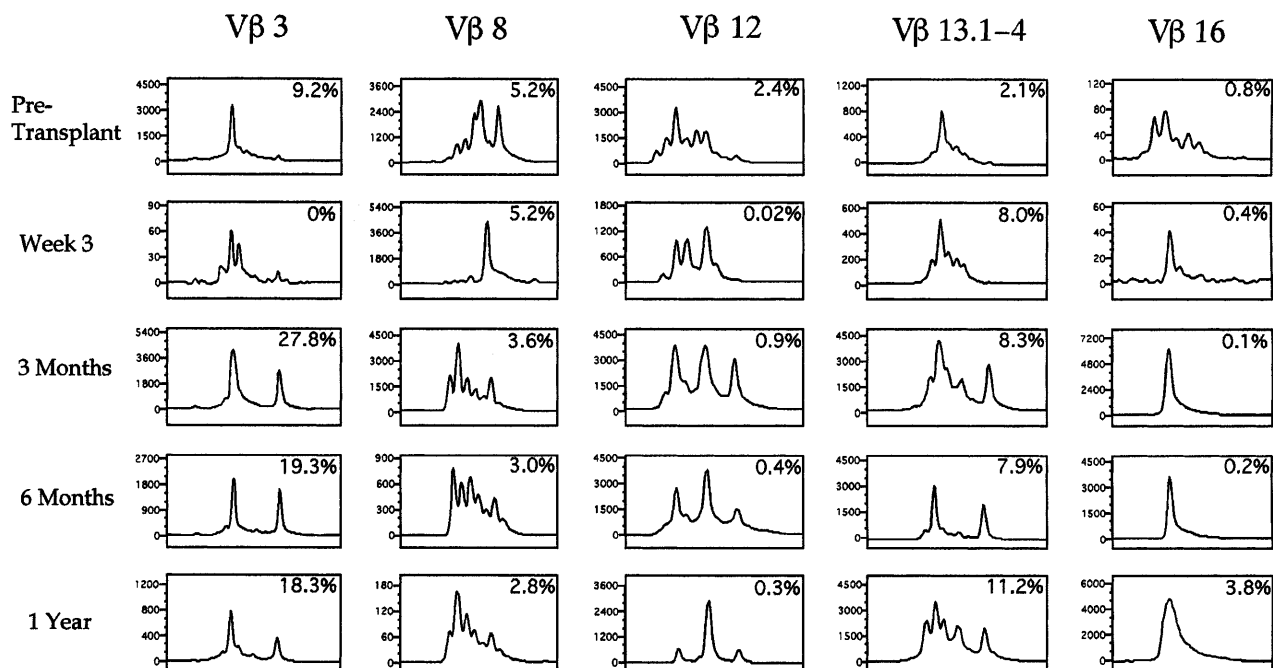 Vβ 3 Vβ 8 Vβ 12 Vβ 13.1–4 Vβ 16
Pre-
Transplant
4500 3000 1500 0 9.2%
3600 2400 1200 0 5.2%
4500 3000 1500 0 2.4%
1200 800 400 0 2.1%
120 80 40 0 0.8%
Week 3
90 60 30 0 0%
5400 3600 1800 0 5.2%
1800 1200 600 0 0.02%
600 400 200 0 8.0%
60 40 20 0 0.4%
3 Months
5400 3600 1800 0 27.8%
4500 3000 1500 0 3.6%
4500 3000 1500 0 0.9%
4500 3000 1500 0 8.3%
7200 4800 2400 0 0.1%
6 Months
2700 1800 900 0 19.3%
900 600 300 0 3.0%
4500 3000 1500 0 0.4%
4500 3000 1500 0 7.9%
4500 3000 1500 0 0.2%
1 Year
1200 800 400 0 18.3%
180 120 60 0 2.8%
3600 2400 1200 0 0.3%
4500 3000 1500 0 11.2%
6000 4000 2000 0 3.8%